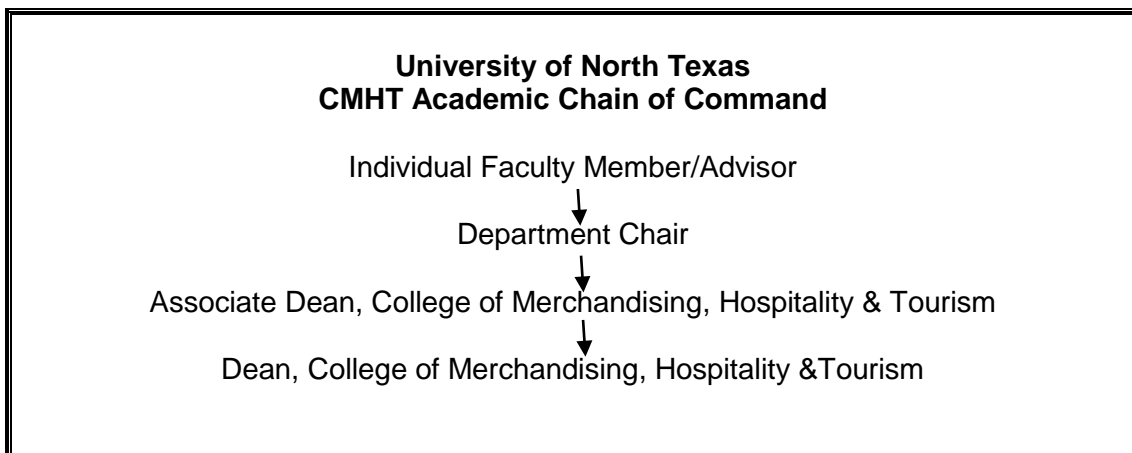 University of North Texas
CMHT Academic Chain of Command
Individual Faculty Member/Advisor
Department Chair
Associate Dean, College of Merchandising, Hospitality & Tourism
Dean, College of Merchandising, Hospitality &Tourism